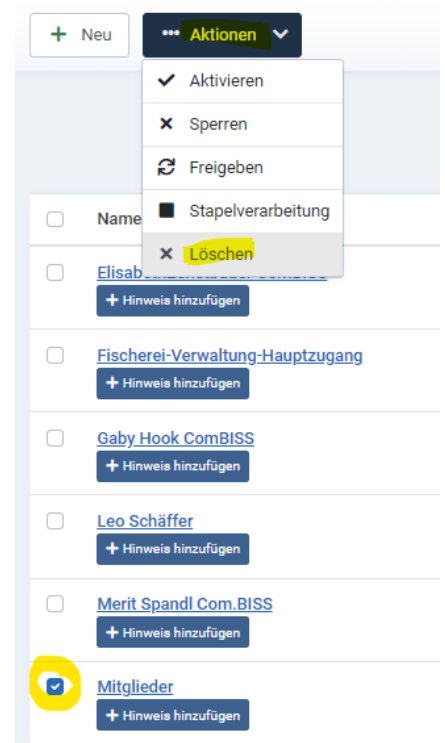 Neu
Aktionen
Aktivieren
Sperren
Freigeben
Stapelverarbeitung
Löschen
Name
+ Hinweis hinzufügen
Fischerei-Verwaltung-Hauptzugang
+ Hinweis hinzufügen
Gaby Hook ComBISS
+ Hinweis hinzufügen
Leo Schäffer
+ Hinweis hinzufügen
Merit Spandl Com.BISS
+ Hinweis hinzufügen
Mitglieder
+ Hinweis hinzufügen